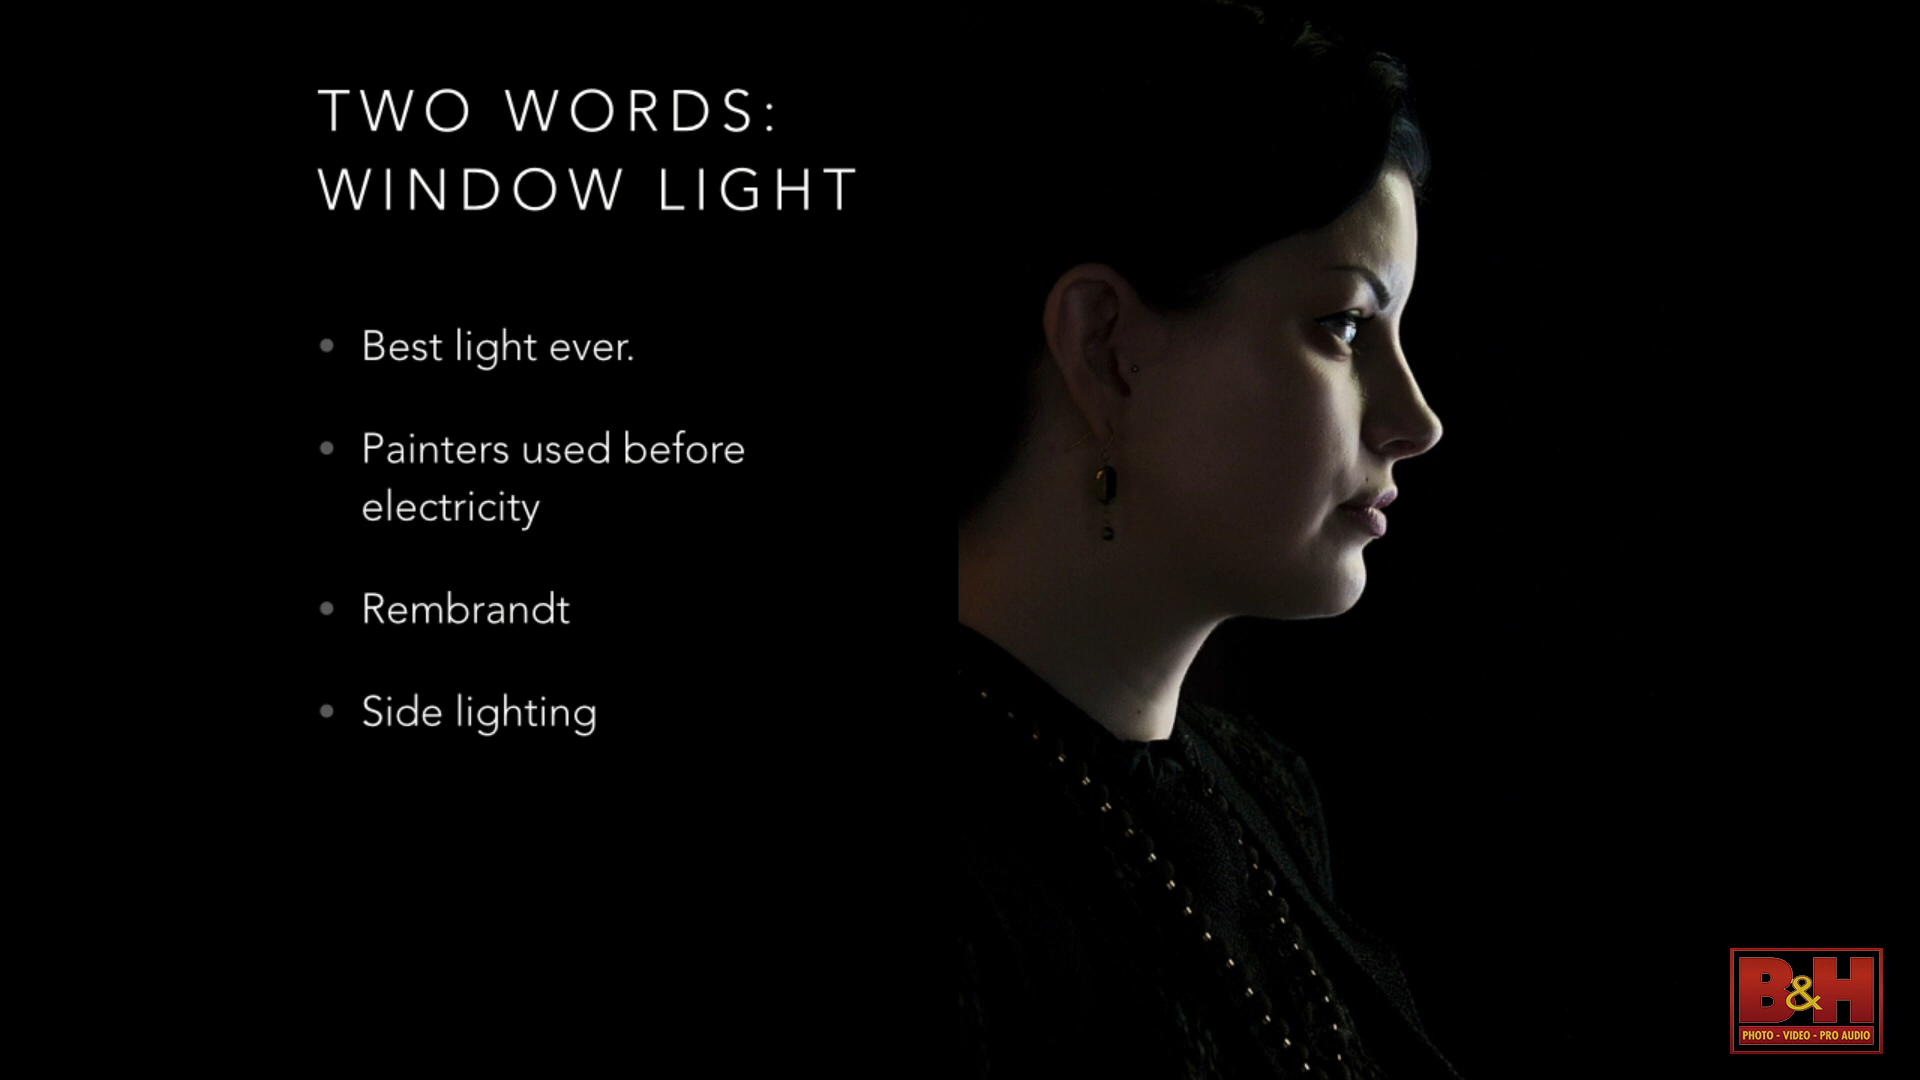 TWO WORDS:
WINDOW LIGHT
• Best light ever.
• Painters used before
electricity
• Rembrandt
• Side lighting
B&H
PHOTO - VIDEO - PRO AUDIO